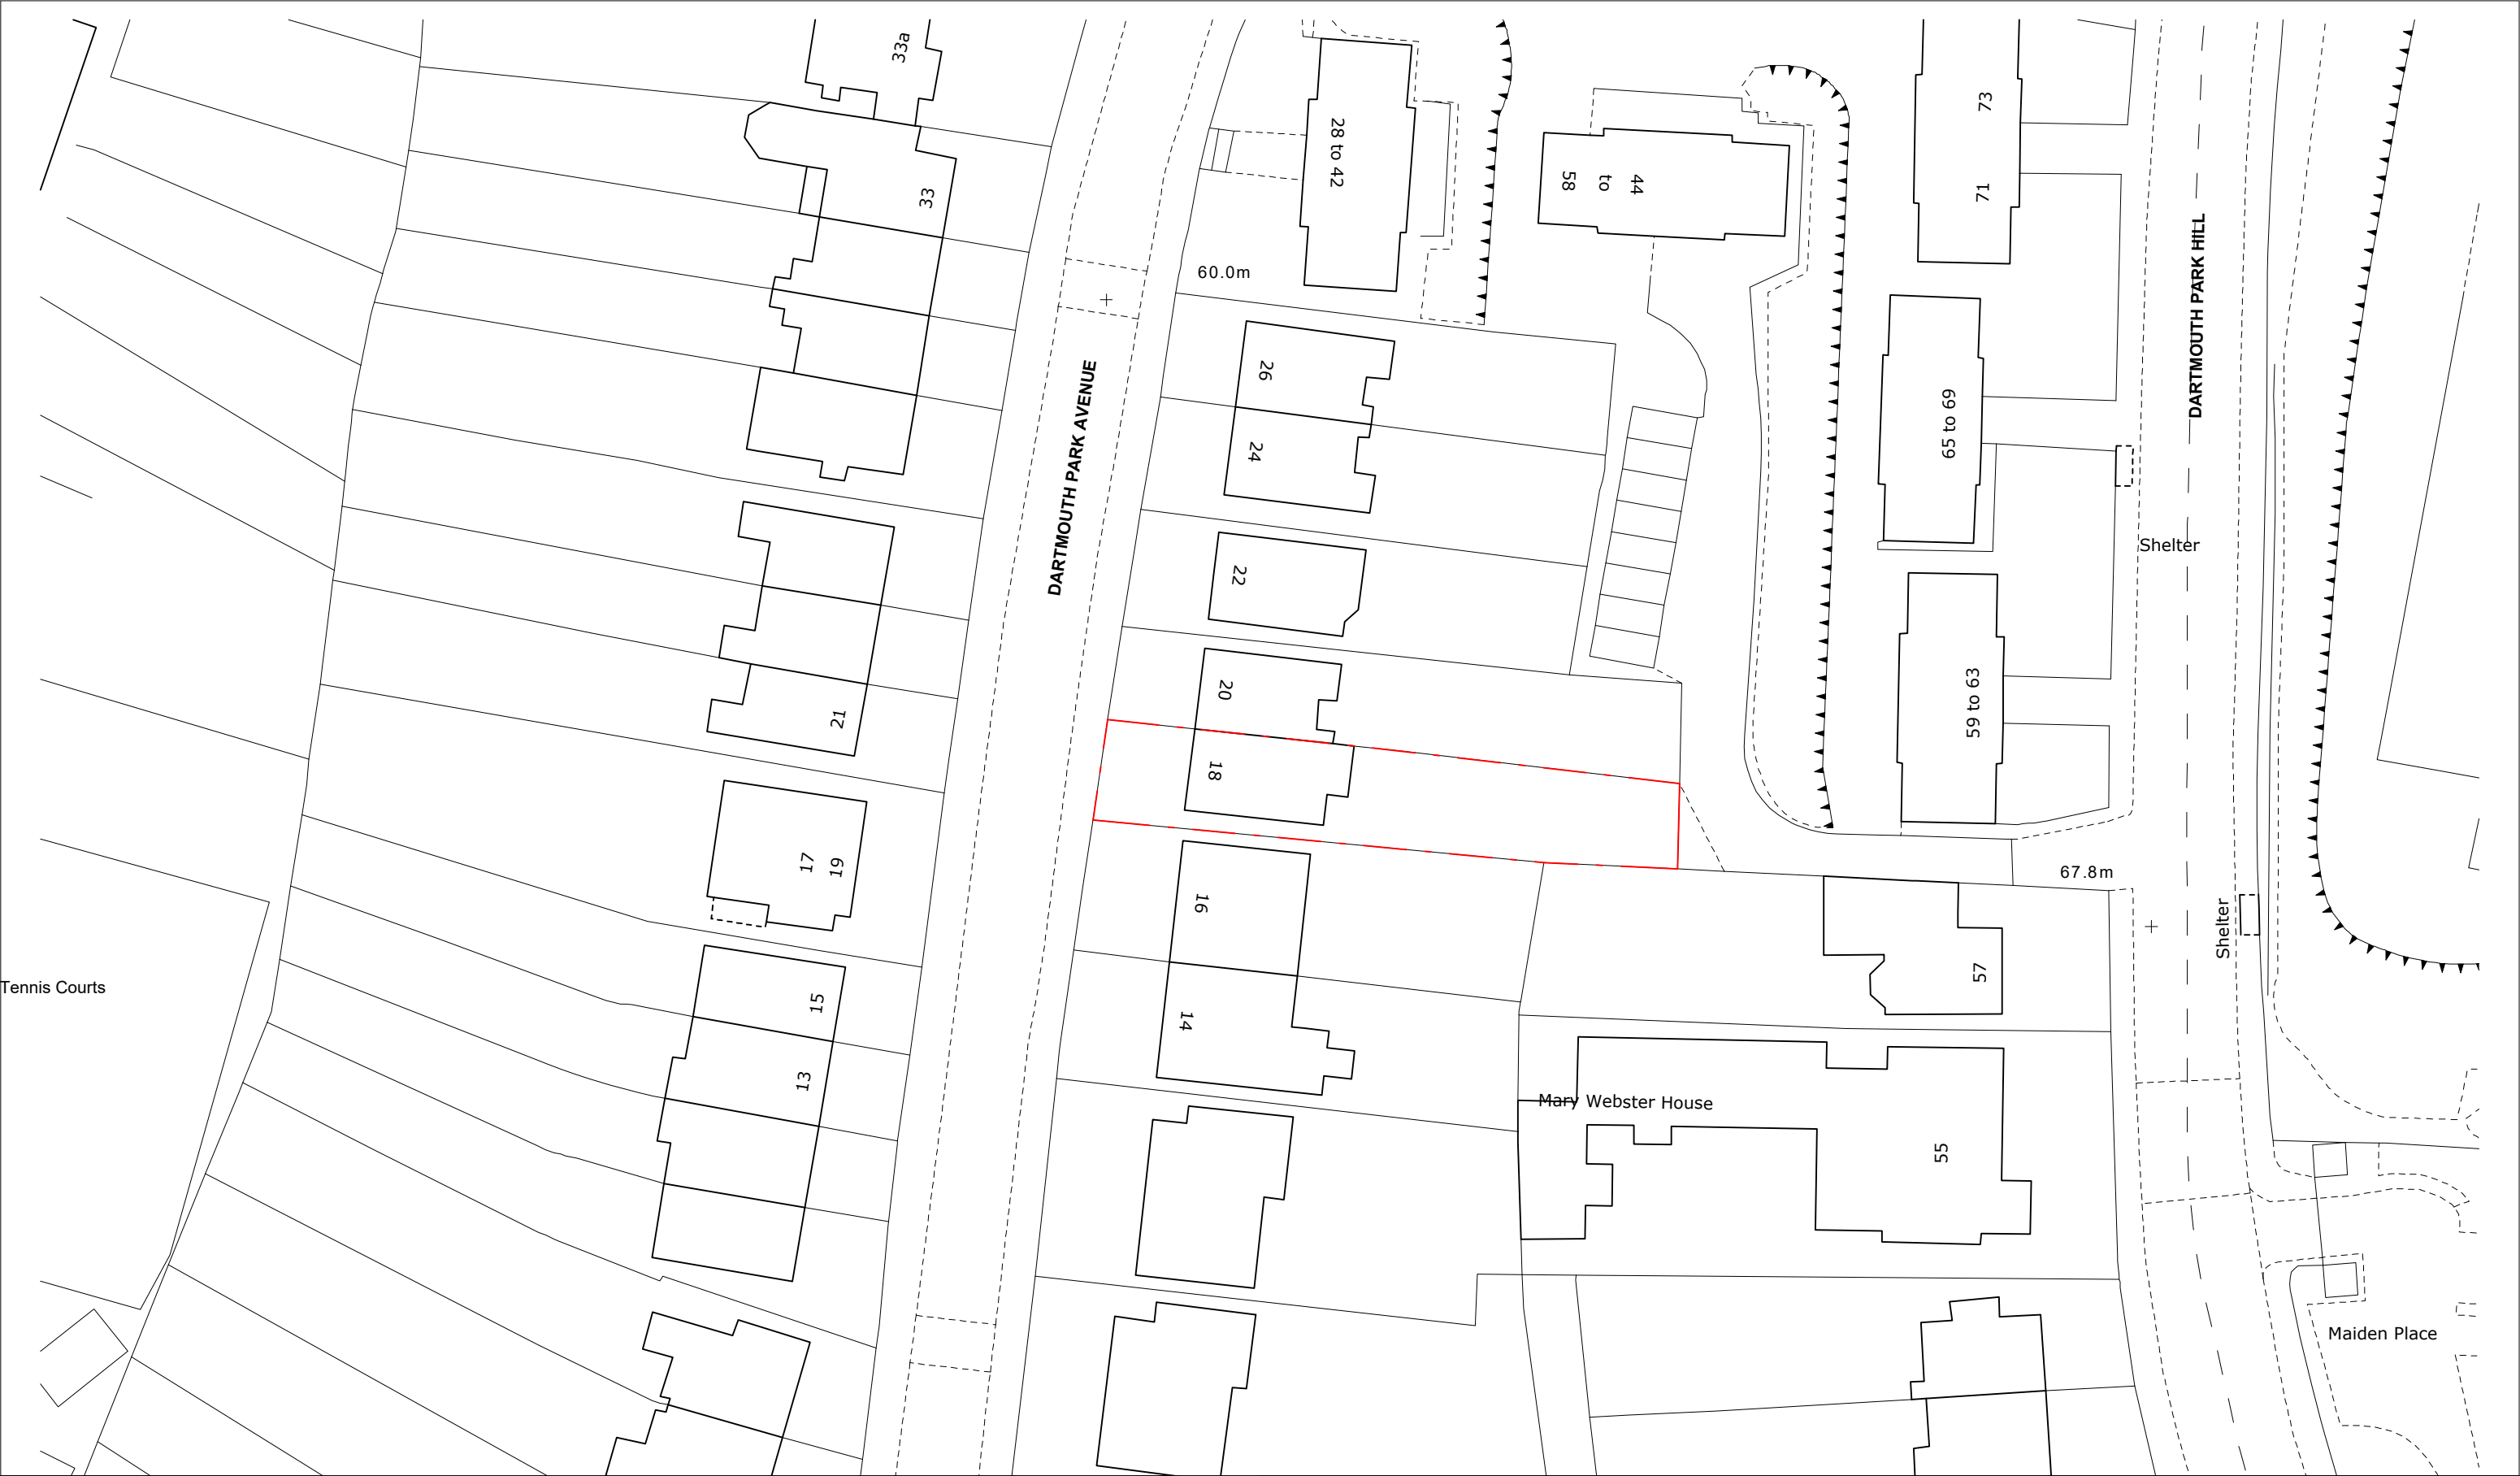 33a
28 to 42
73
33
58
to
44
71
DARTMOUTH PARK HILL
60.0m
26
DARTMOUTH PARK AVENUE
65 to 69
24
Shelter
22
20
59 to 63
21
18
17
19
67.8m
16
Shelter
57
Tennis Courts
15
14
13
Mary Webster House
55
Maiden Place